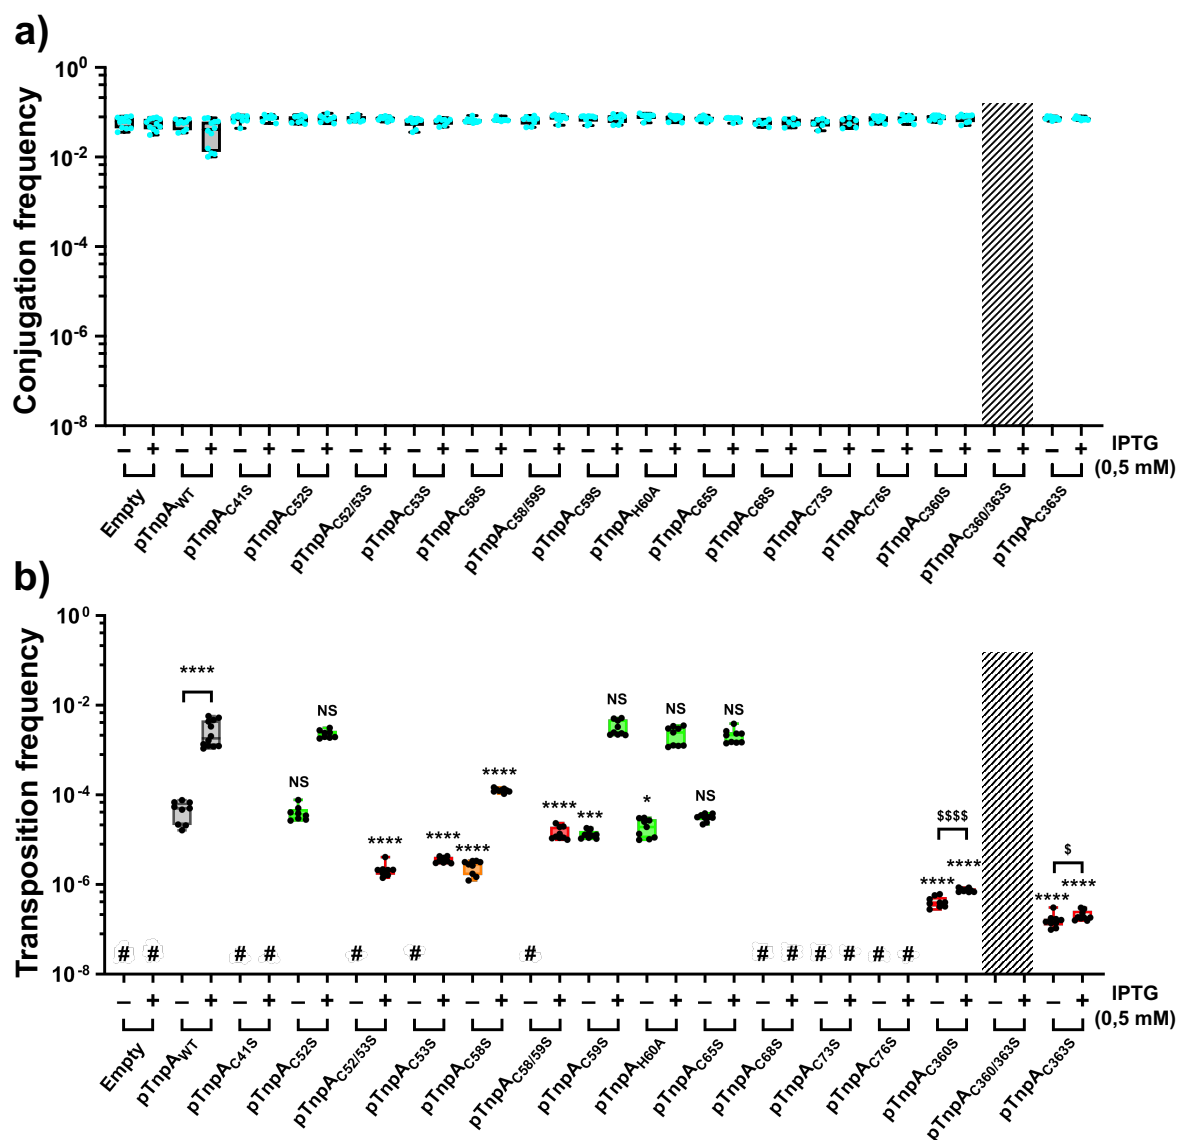 a)
Conjugation frequency
10^0
10^-2
10^-4
10^-6
10^-8
– + – + – + – + – + – + – + – + – + – + – + – + – + – + – + – + – +
IPTG
(0,5 mM)
Empty
pTnpA_WT
pTnpA_C41S
pTnpA_C52S
pTnpA_C52/53S
pTnpA_C53S
pTnpA_C58S
pTnpA_C58/59S
pTnpA_C59S
pTnpA_H60A
pTnpA_C65S
pTnpA_C68S
pTnpA_C73S
pTnpA_C76S
pTnpA_C360S
pTnpA_C360/363S
pTnpA_C363S
b)
Transposition frequency
10^0
10^-2
10^-4
10^-6
10^-8
****
NS
NS
****
****
****
****
****
***
NS
*
NS
NS
NS
****
$$$$
****
****
$
****
# # # # # # # # # # # # #
– + – + – + – + – + – + – + – + – + – + – + – + – + – + – + – + – +
IPTG
(0,5 mM)
Empty
pTnpA_WT
pTnpA_C41S
pTnpA_C52S
pTnpA_C52/53S
pTnpA_C53S
pTnpA_C58S
pTnpA_C58/59S
pTnpA_C59S
pTnpA_H60A
pTnpA_C65S
pTnpA_C68S
pTnpA_C73S
pTnpA_C76S
pTnpA_C360S
pTnpA_C360/363S
pTnpA_C363S